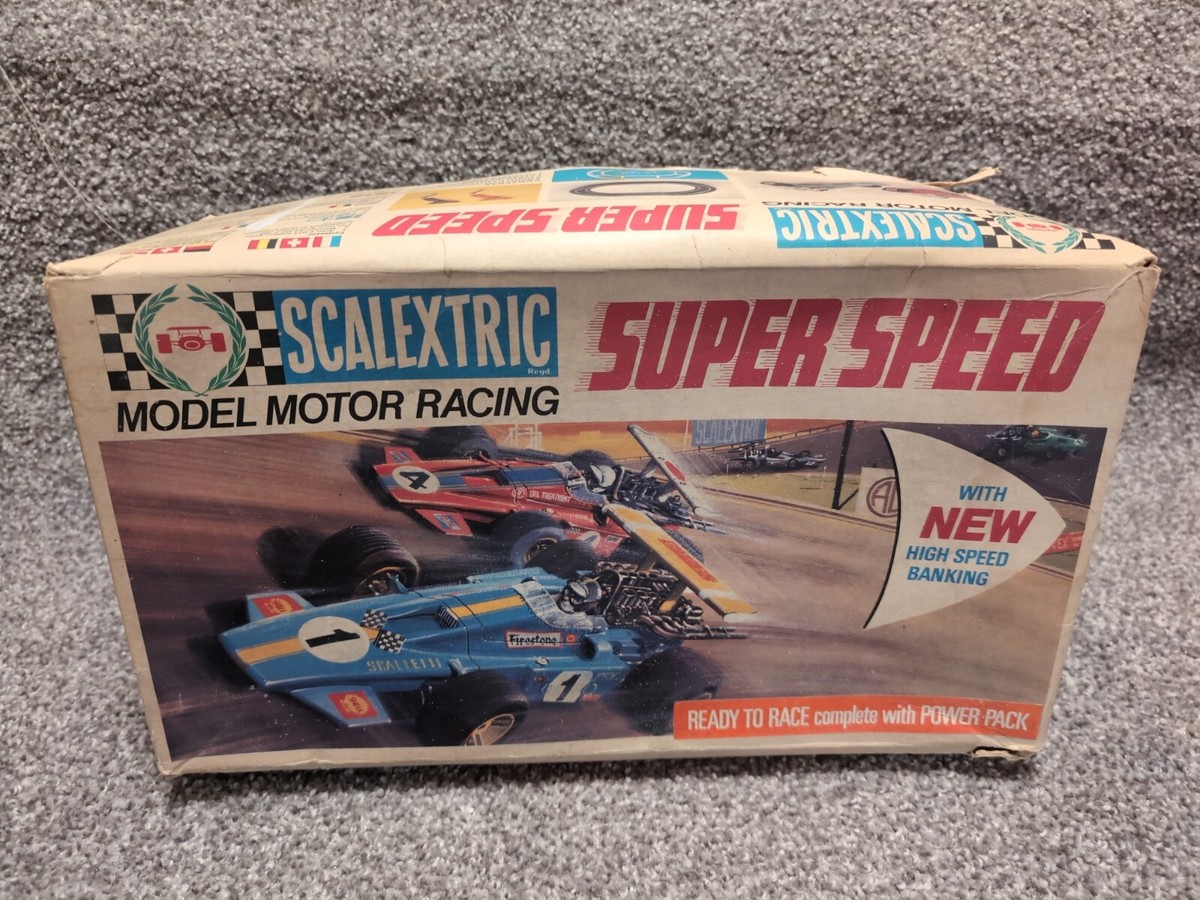 SUPER SPEED
SCALEXTRIC
MOTOR RACING
SCALEXTRIC
Regd.
MODEL MOTOR RACING
SUPER SPEED
SCALEXTRIC
4
WITH
NEW
HIGH SPEED
BANKING
1
Firestone
SCALLETTI
1
READY TO RACE complete with POWER PACK